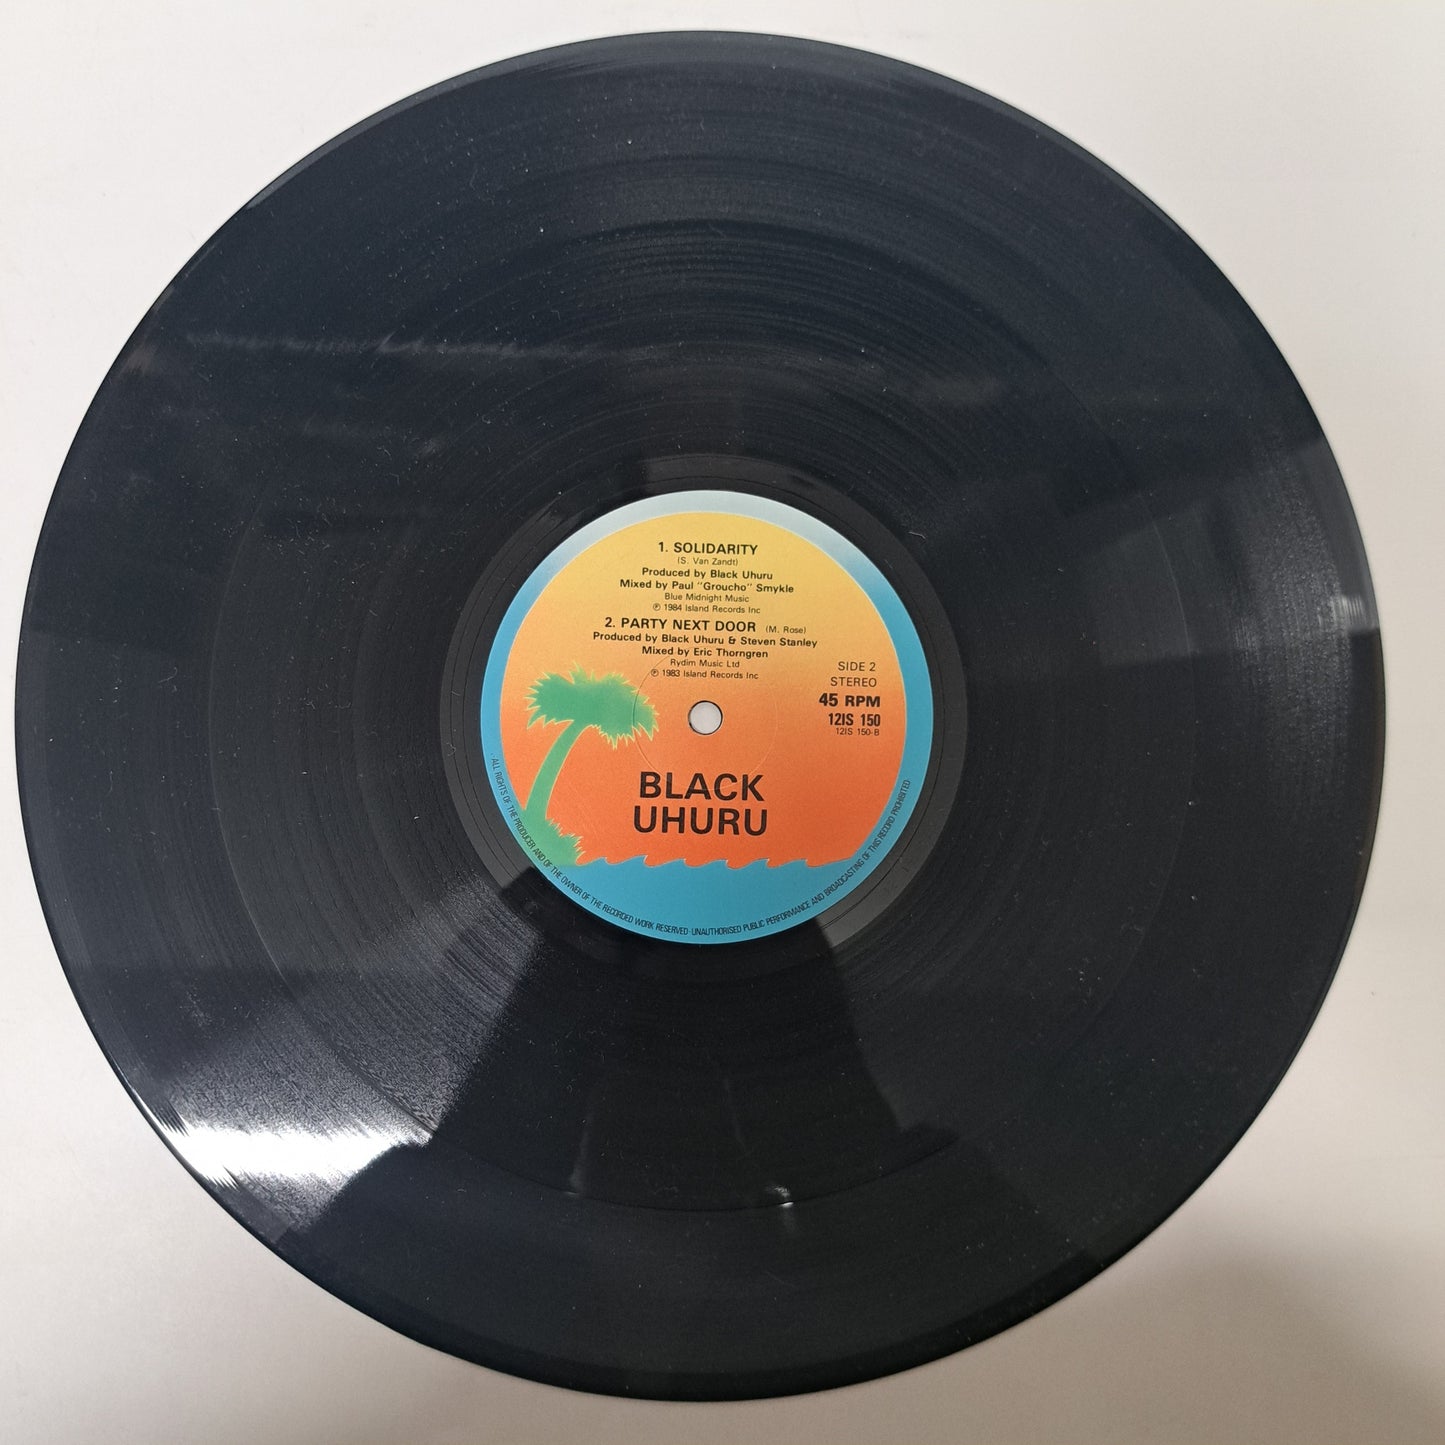 1. SOLIDARITY
(S. Van Zandt)
Produced by Black Uhuru
Mixed by Paul "Groucho" Smykle
Blue Midnight Music
℗ 1984 Island Records Inc
2. PARTY NEXT DOOR (M. Rose)
Produced by Black Uhuru & Steven Stanley
Mixed by Eric Thorngren
Rydim Music Ltd
℗ 1983 Island Records Inc
SIDE 2
STEREO
45 RPM
12IS 150
12IS 150-B
BLACK
UHURU
ALL RIGHTS OF THE PRODUCER AND OF THE OWNER OF THE RECORDED WORK RESERVED · UNAUTHORISED PUBLIC PERFORMANCE AND BROADCASTING OF THIS RECORD PROHIBITED